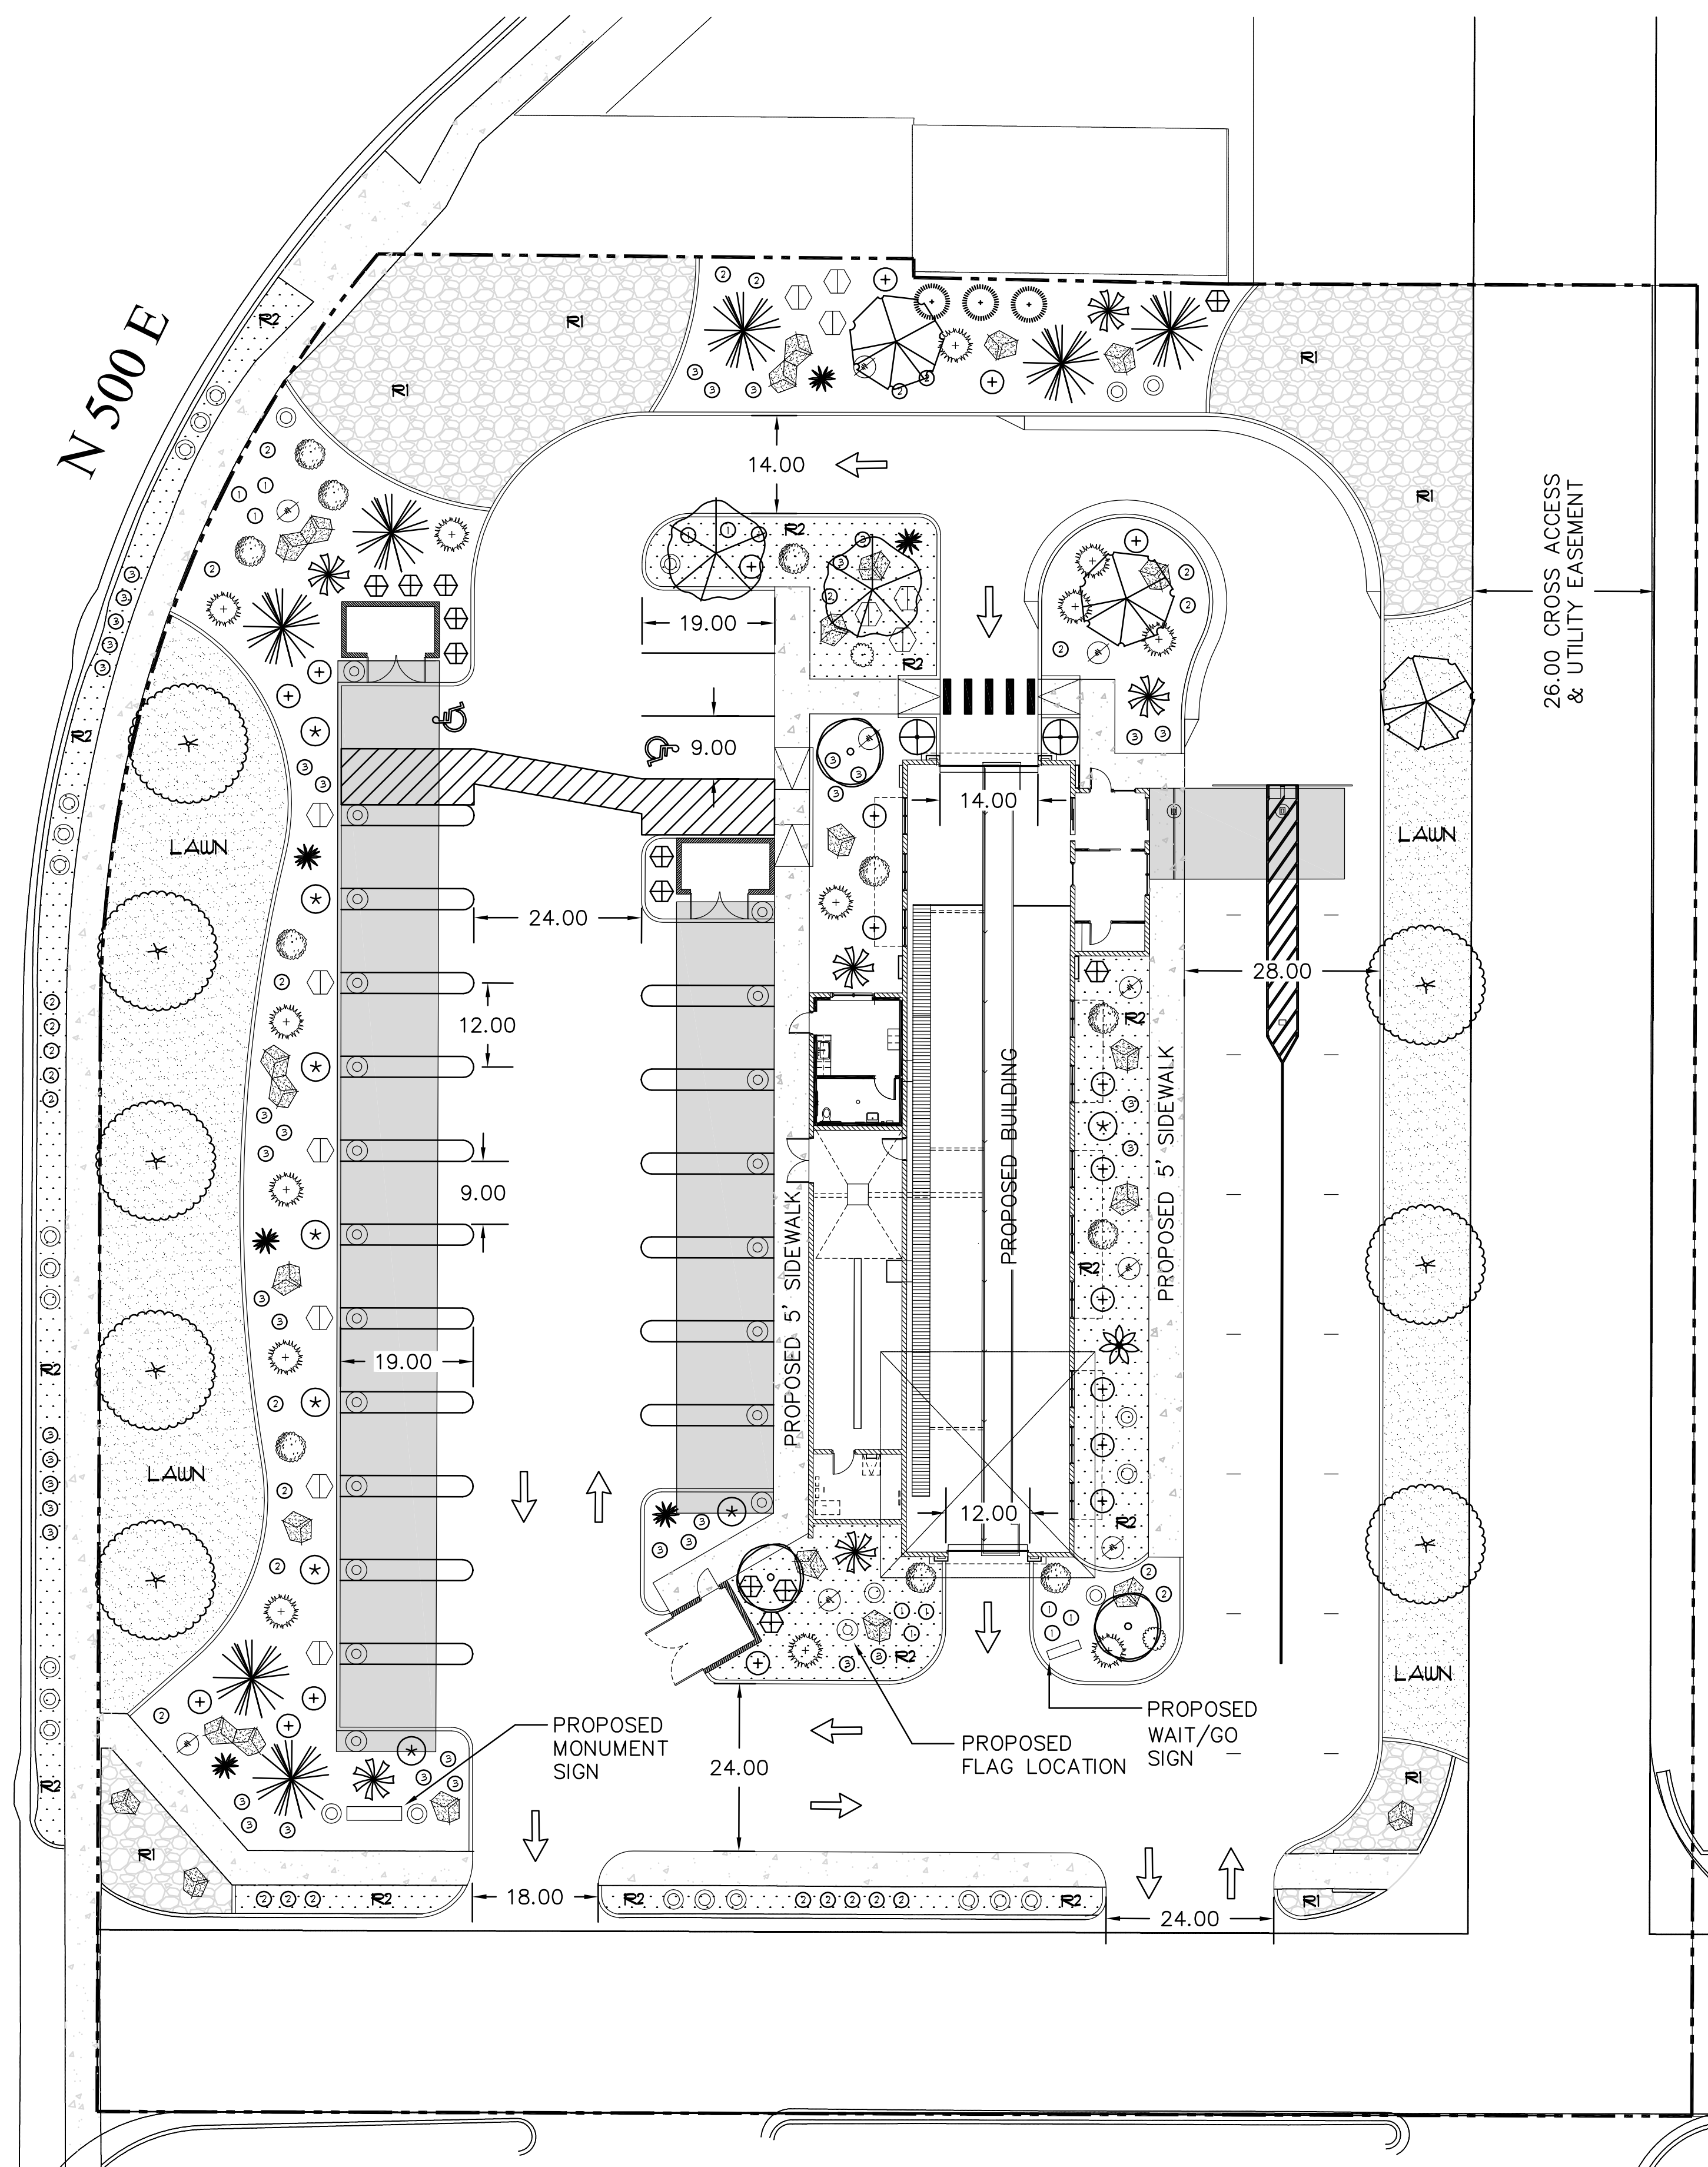 N 500 E
R2
R1
R1
R1
R1
14.00
26.00 CROSS ACCESS
& UTILITY EASEMENT
R2
19.00
R2
R2
9.00
14.00
LAWN
LAWN
24.00
28.00
12.00
R2
PROPOSED BUILDING
PROPOSED 5' SIDEWALK
9.00
PROPOSED 5' SIDEWALK
R2
R2
19.00
LAWN
12.00
R2
R2
LAWN
PROPOSED
MONUMENT
SIGN
PROPOSED
FLAG LOCATION
PROPOSED
WAIT/GO
SIGN
24.00
R2
R1
R1
R2
18.00
R2
R2
R1
24.00